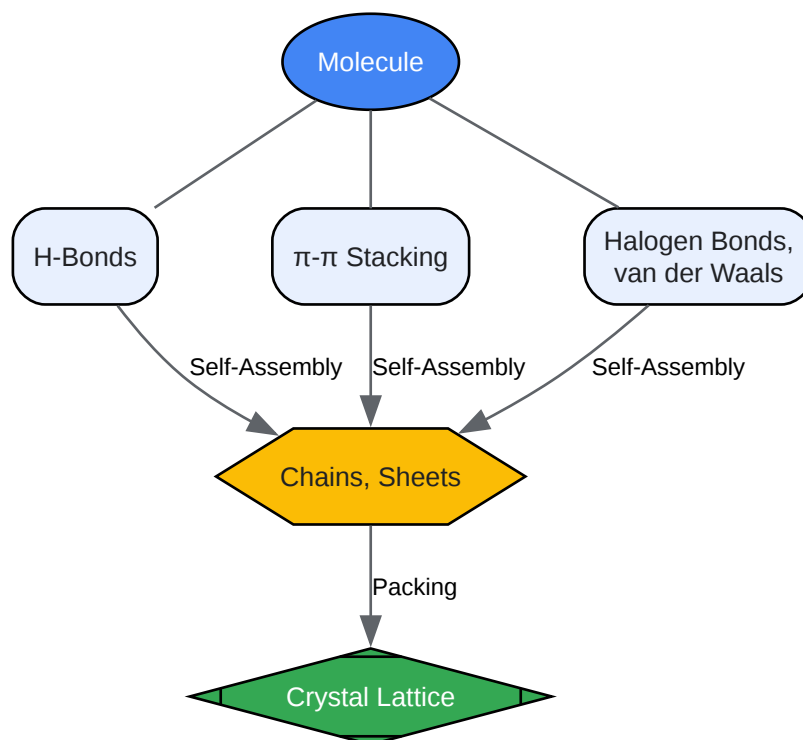 Molecule
H-Bonds
π-π Stacking
Halogen Bonds,
van der Waals
Self-Assembly
Self-Assembly
Self-Assembly
Chains, Sheets
Packing
Crystal Lattice